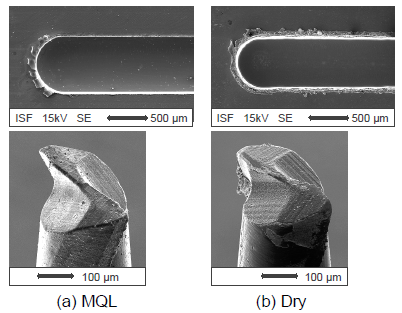 ISF 15kV SE 500 µm
ISF 15kV SE 500 µm
100 µm
100 µm
(a) MQL
(b) Dry